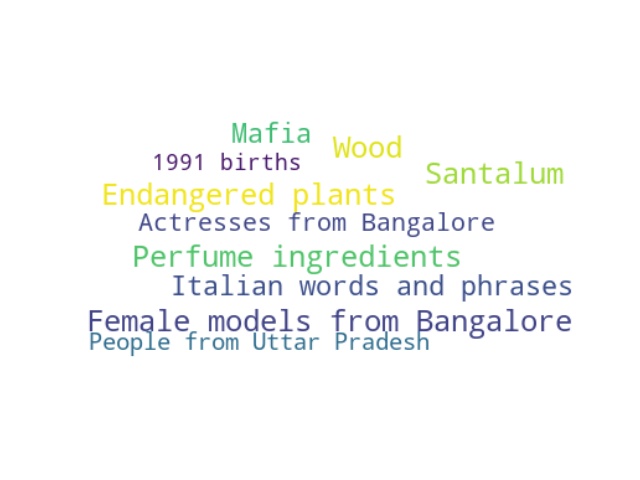 Mafia
Wood
1991 births
Santalum
Endangered plants
Actresses from Bangalore
Perfume ingredients
Italian words and phrases
Female models from Bangalore
People from Uttar Pradesh